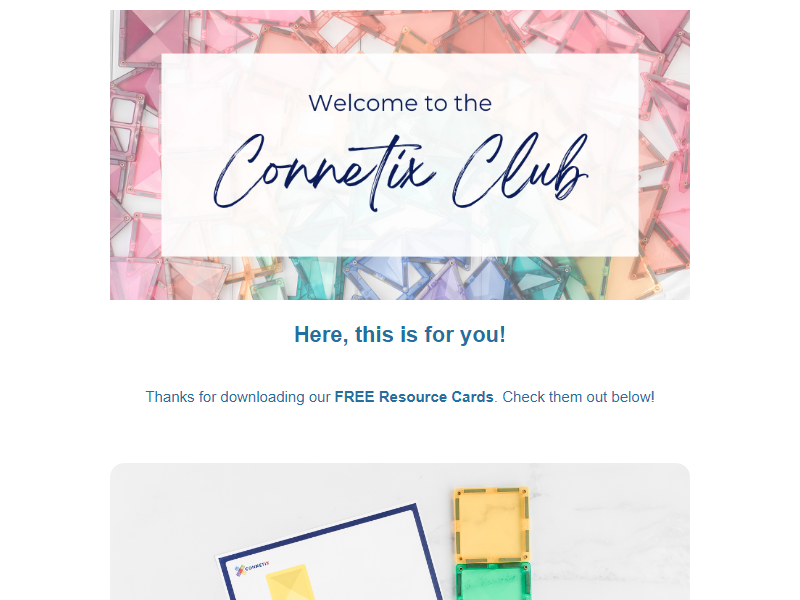 Welcome to the
Connetix Club
Here, this is for you!
Thanks for downloading our FREE Resource Cards. Check them out below!
CONNETIX